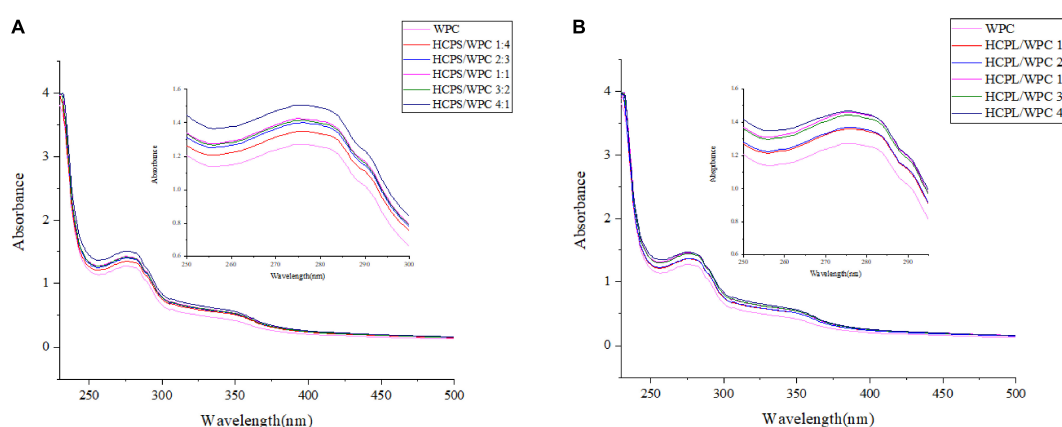 A
WPC
HCPS/WPC 1:4
HCPS/WPC 2:3
HCPS/WPC 1:1
HCPS/WPC 3:2
HCPS/WPC 4:1
Absorbance
4
3
2
1
0
1.6
1.4
1.2
1.0
0.8
0.6
Absorbance
250 260 270 280 290 300
Wavelength(nm)
250 300 350 400 450 500
Wavelength(nm)
B
WPC
HCPL/WPC 1
HCPL/WPC 2
HCPL/WPC 1
HCPL/WPC 3
HCPL/WPC 4
Absorbance
4
3
2
1
0
1.6
1.4
1.2
1.0
0.8
0.6
250 260 270 280 290
Wavelength(nm)
250 300 350 400 450 500
Wavelength(nm)